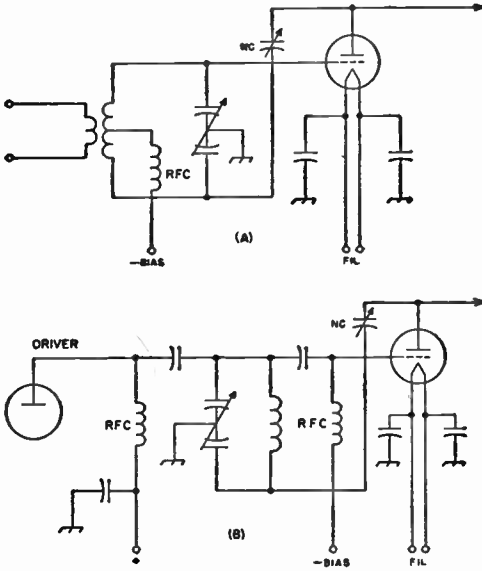 NC
RFC
(A)
—BIAS
FIL
DRIVER
NC
RFC
RFC
(B)
+
—BIAS
FIL